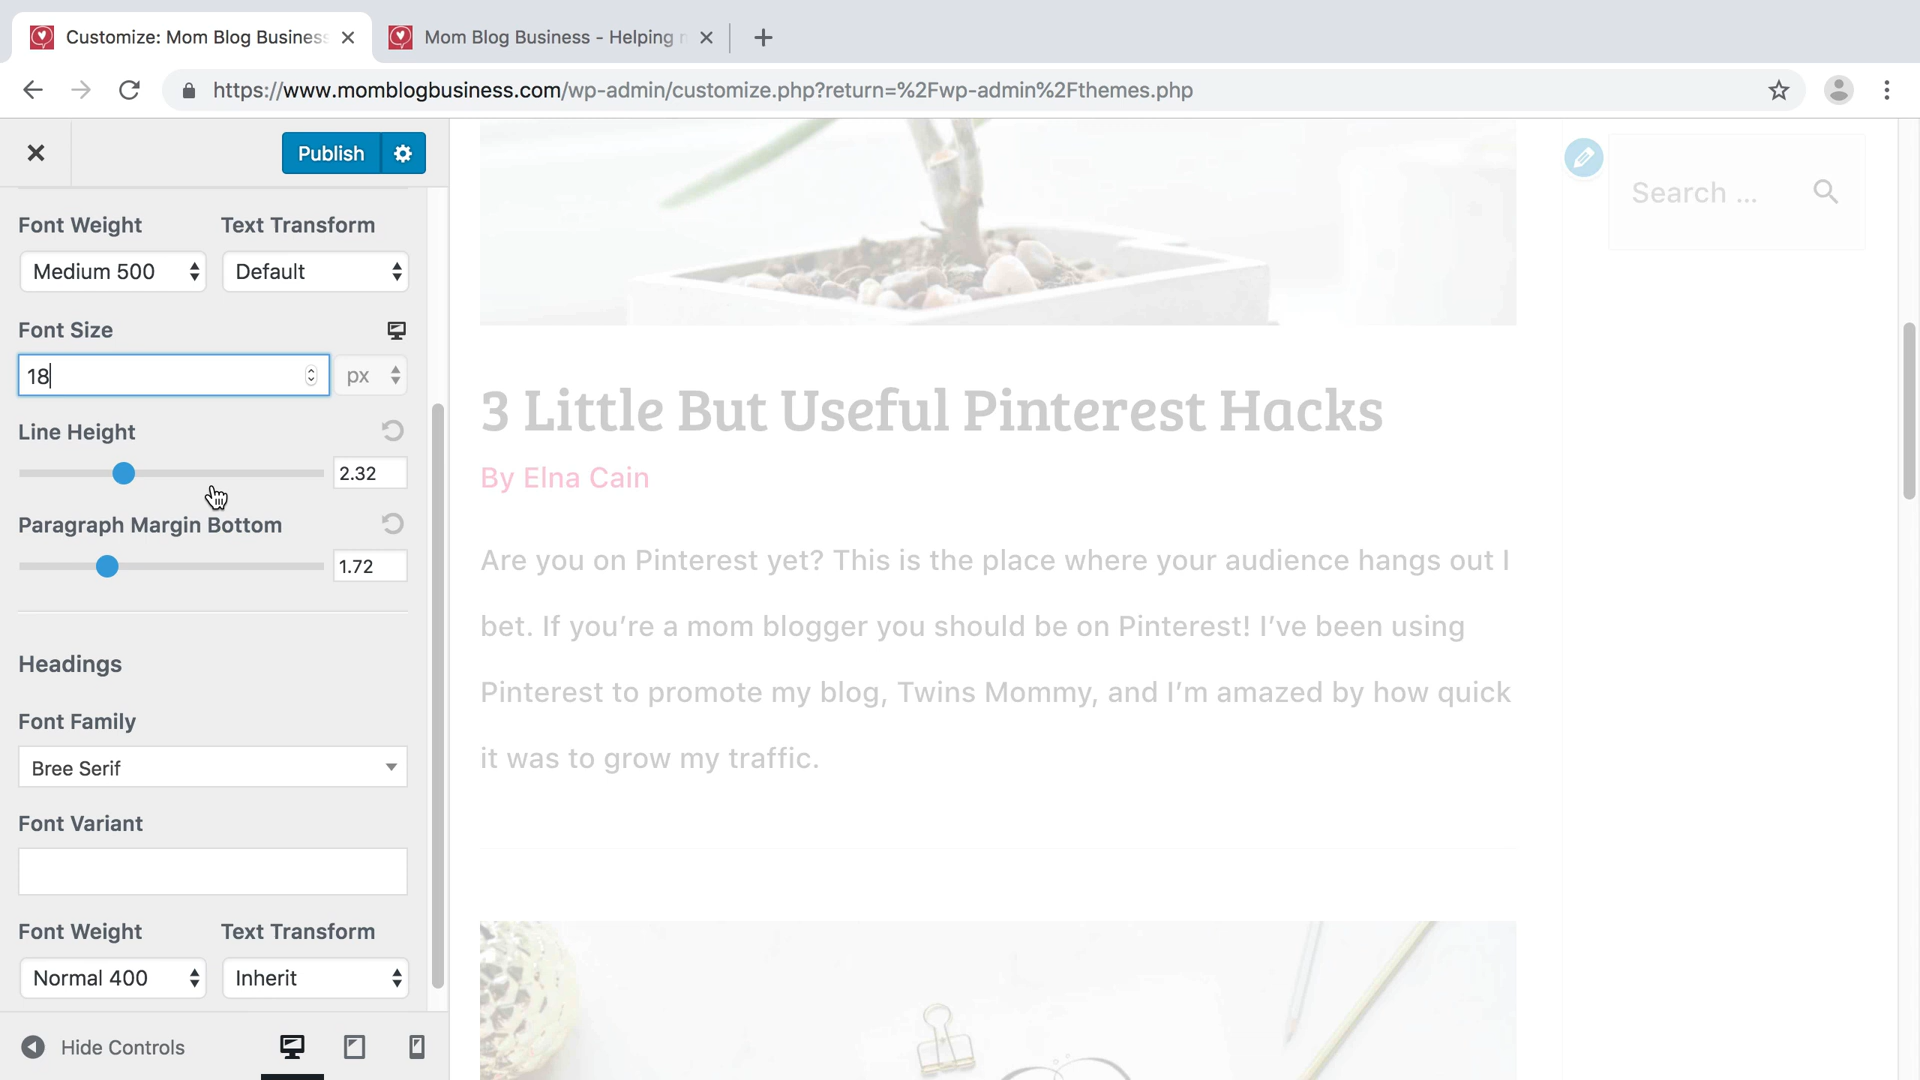 Customize: Mom Blog Business
Mom Blog Business - Helping
https://www.momblogbusiness.com/wp-admin/customize.php?return=%2Fwp-admin%2Fthemes.php
Publish
Font Weight Text Transform
Medium 500 Default
Font Size
18 px
Line Height
2.32
Paragraph Margin Bottom
1.72
Headings
Font Family
Bree Serif
Font Variant
Font Weight Text Transform
Normal 400 Inherit
Hide Controls
Search ...
3 Little But Useful Pinterest Hacks
By Elna Cain
Are you on Pinterest yet? This is the place where your audience hangs out I
bet. If you’re a mom blogger you should be on Pinterest! I’ve been using
Pinterest to promote my blog, Twins Mommy, and I’m amazed by how quick
it was to grow my traffic.